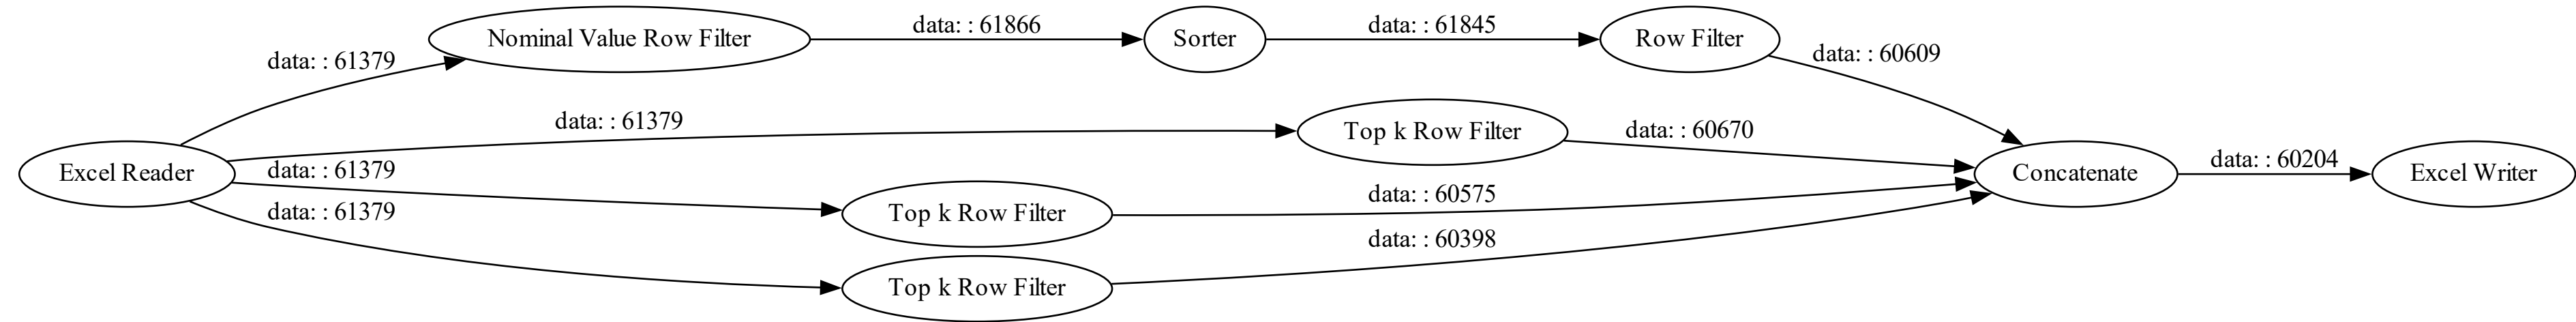 Excel Reader
data: : 61379
Nominal Value Row Filter
data: : 61866
Sorter
data: : 61845
Row Filter
data: : 60609
data: : 61379
Top k Row Filter
data: : 60670
data: : 61379
Top k Row Filter
data: : 60575
data: : 61379
Top k Row Filter
data: : 60398
Concatenate
data: : 60204
Excel Writer